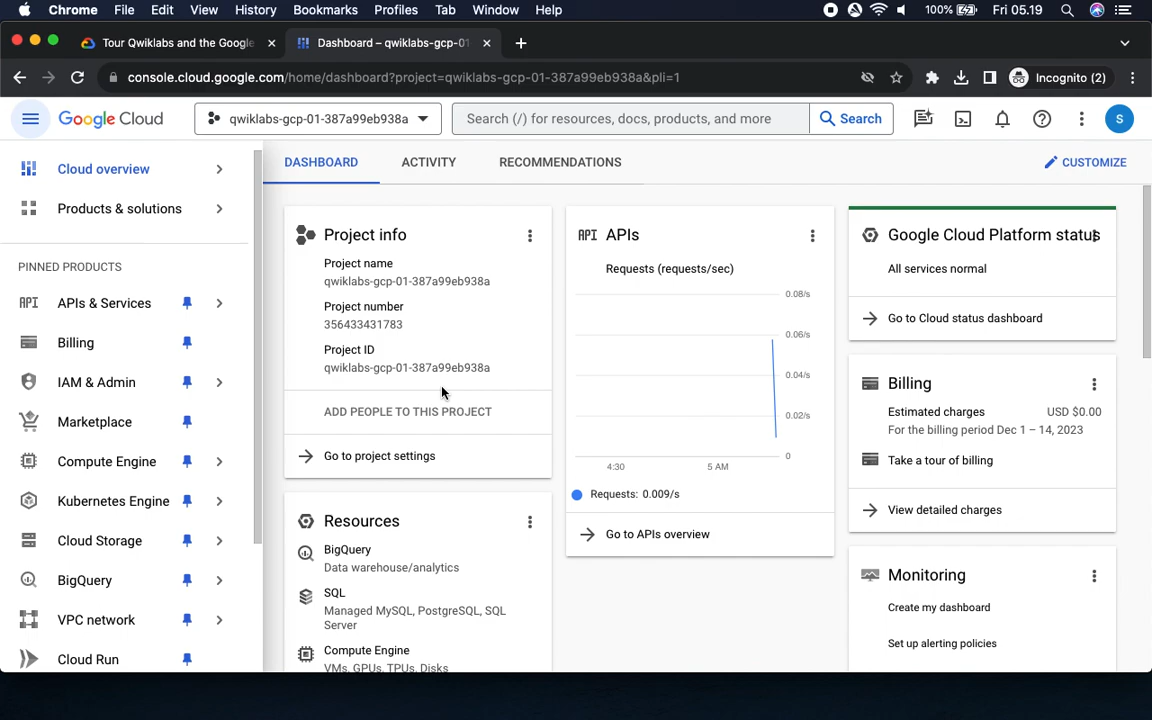 Chrome File Edit View History Bookmarks Profiles Tab Window Help 100% Fri 05.19
Tour Qwiklabs and the Google
Dashboard – qwiklabs-gcp-01
console.cloud.google.com/home/dashboard?project=qwiklabs-gcp-01-387a99eb938a&pli=1
Incognito (2)
Google Cloud
qwiklabs-gcp-01-387a99eb938a
Search (/) for resources, docs, products, and more
Search
S
Cloud overview
Products & solutions
PINNED PRODUCTS
API APIs & Services
Billing
IAM & Admin
Marketplace
Compute Engine
Kubernetes Engine
Cloud Storage
BigQuery
VPC network
Cloud Run
DASHBOARD
ACTIVITY
RECOMMENDATIONS
CUSTOMIZE
Project info
Project name
qwiklabs-gcp-01-387a99eb938a
Project number
356433431783
Project ID
qwiklabs-gcp-01-387a99eb938a
ADD PEOPLE TO THIS PROJECT
Go to project settings
Resources
BigQuery
Data warehouse/analytics
SQL
Managed MySQL, PostgreSQL, SQL
Server
Compute Engine
VMs, GPUs, TPUs, Disks
API APIs
Requests (requests/sec)
0.08/s
0.06/s
0.04/s
0.02/s
0
4:30
5 AM
Requests: 0.009/s
Go to APIs overview
Google Cloud Platform status
All services normal
Go to Cloud status dashboard
Billing
Estimated charges USD $0.00
For the billing period Dec 1 – 14, 2023
Take a tour of billing
View detailed charges
Monitoring
Create my dashboard
Set up alerting policies